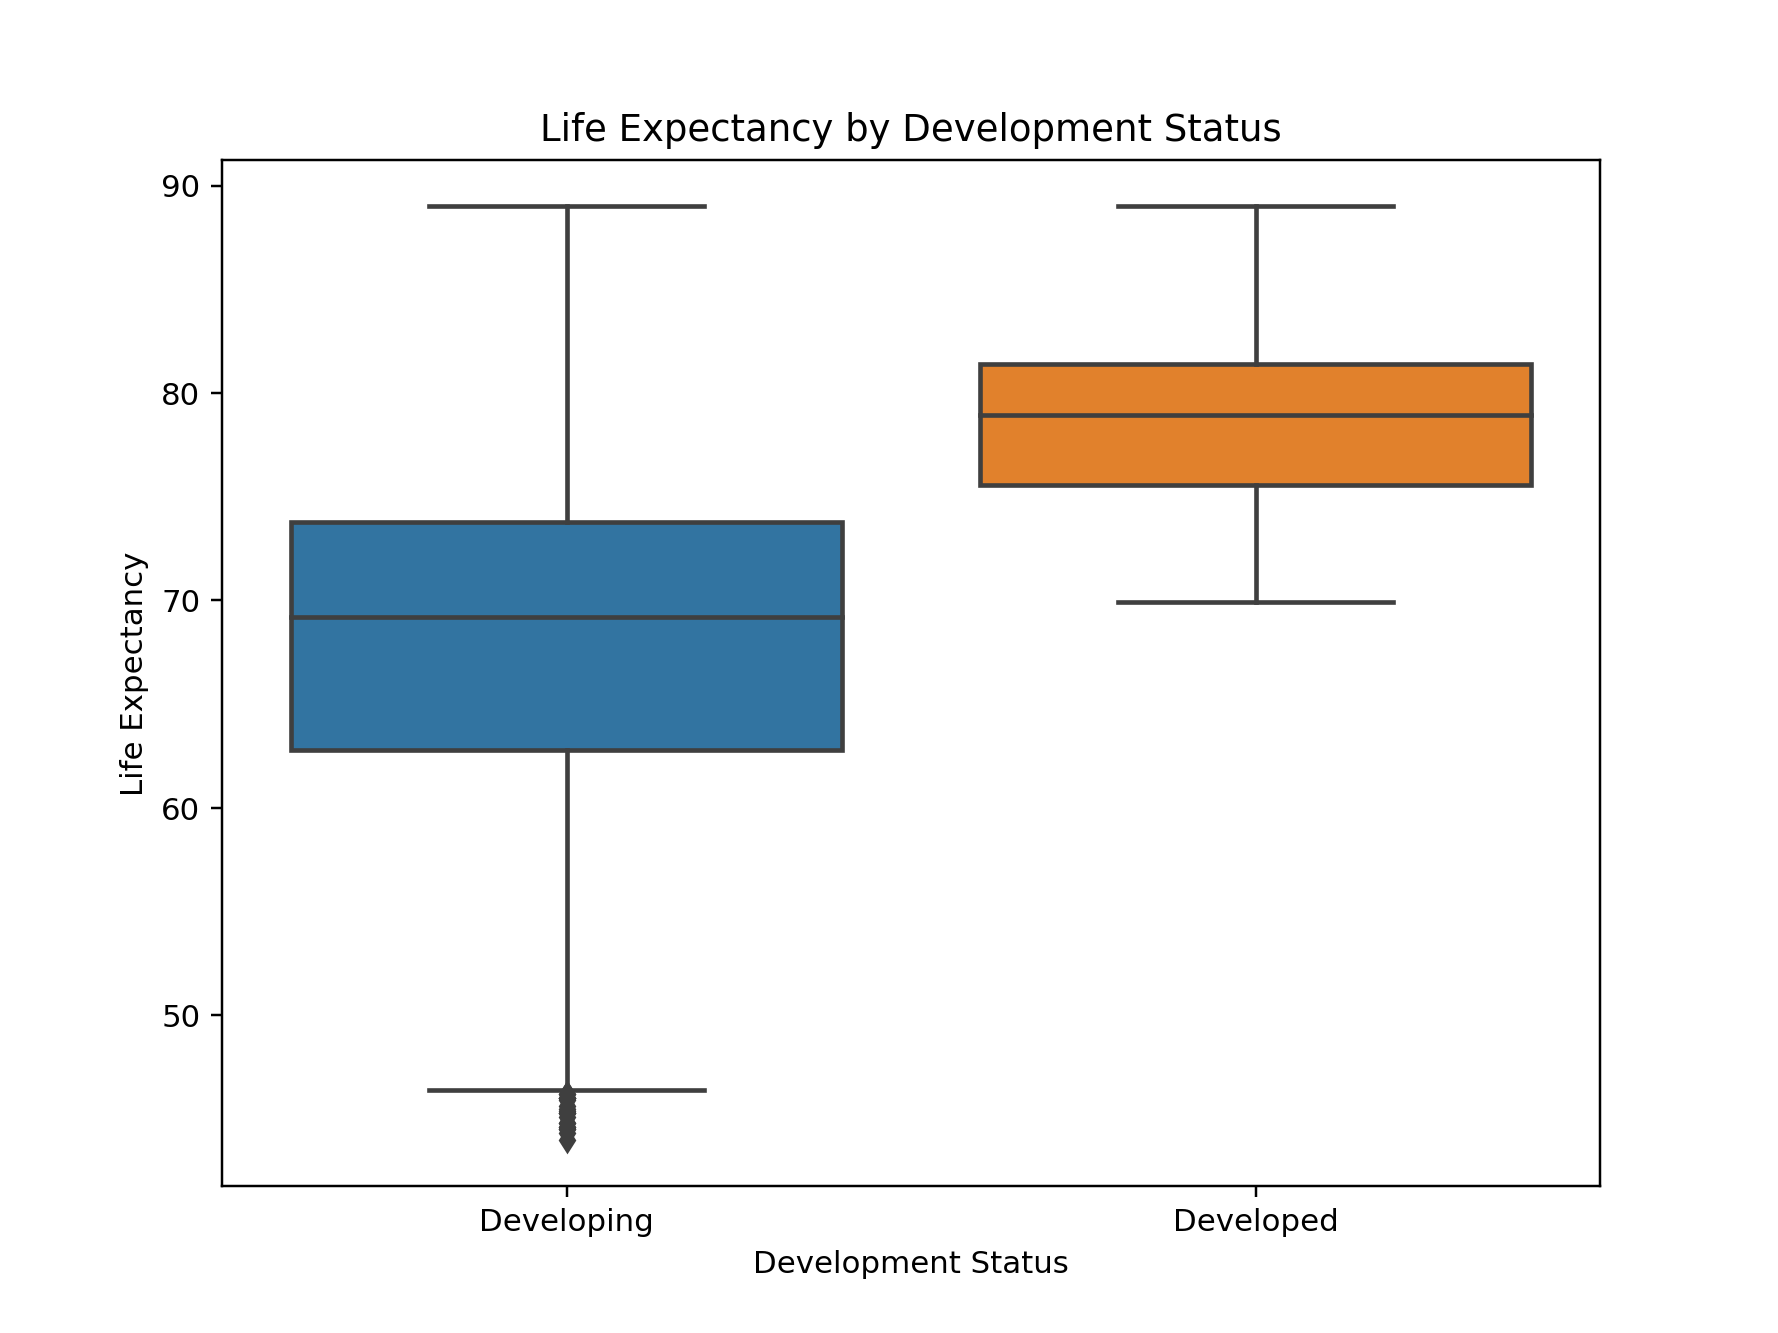 Life Expectancy by Development Status
90
80
70
60
50
Life Expectancy
Developing
Developed
Development Status